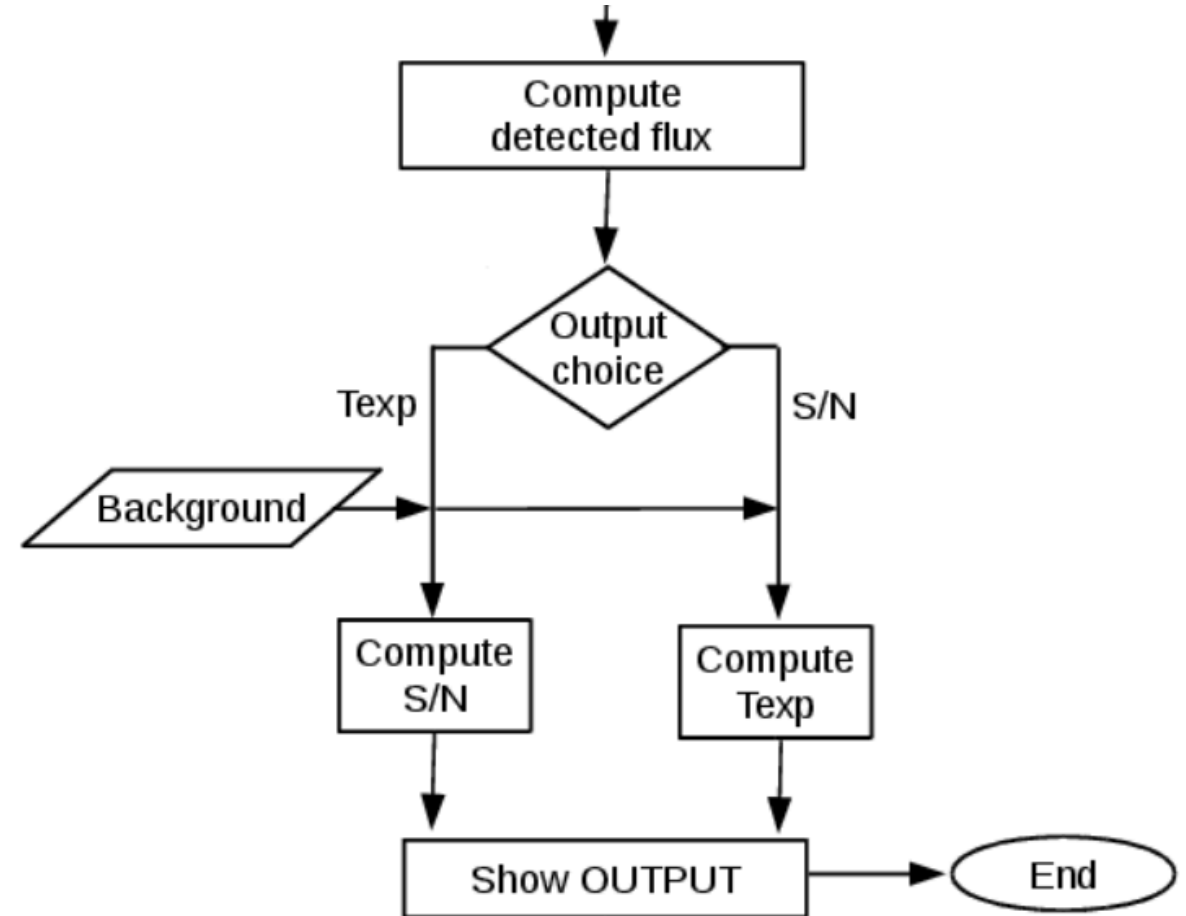 Compute
detected flux
Output
choice
Texp
S/N
Background
Compute
S/N
Compute
Texp
Show OUTPUT
End